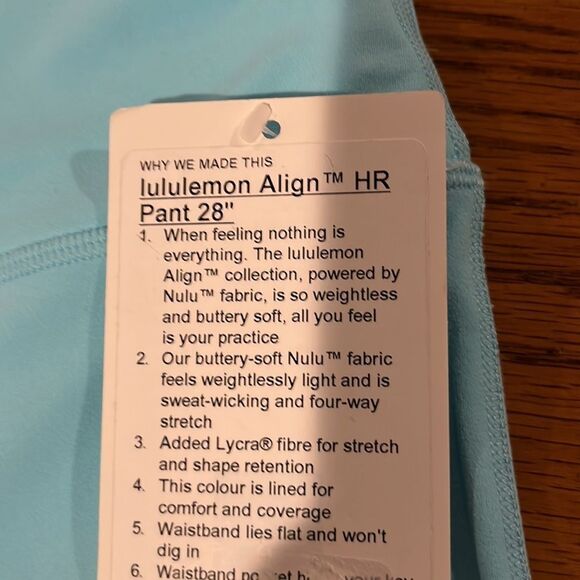 WHY WE MADE THIS
lululemon Align™ HR
Pant 28"
1. When feeling nothing is
everything. The lululemon
Align™ collection, powered by
Nulu™ fabric, is so weightless
and buttery soft, all you feel
is your practice
2. Our buttery-soft Nulu™ fabric
feels weightlessly light and is
sweat-wicking and four-way
stretch
3. Added Lycra® fibre for stretch
and shape retention
4. This colour is lined for
comfort and coverage
5. Waistband lies flat and won't
dig in
6. Waistband your key